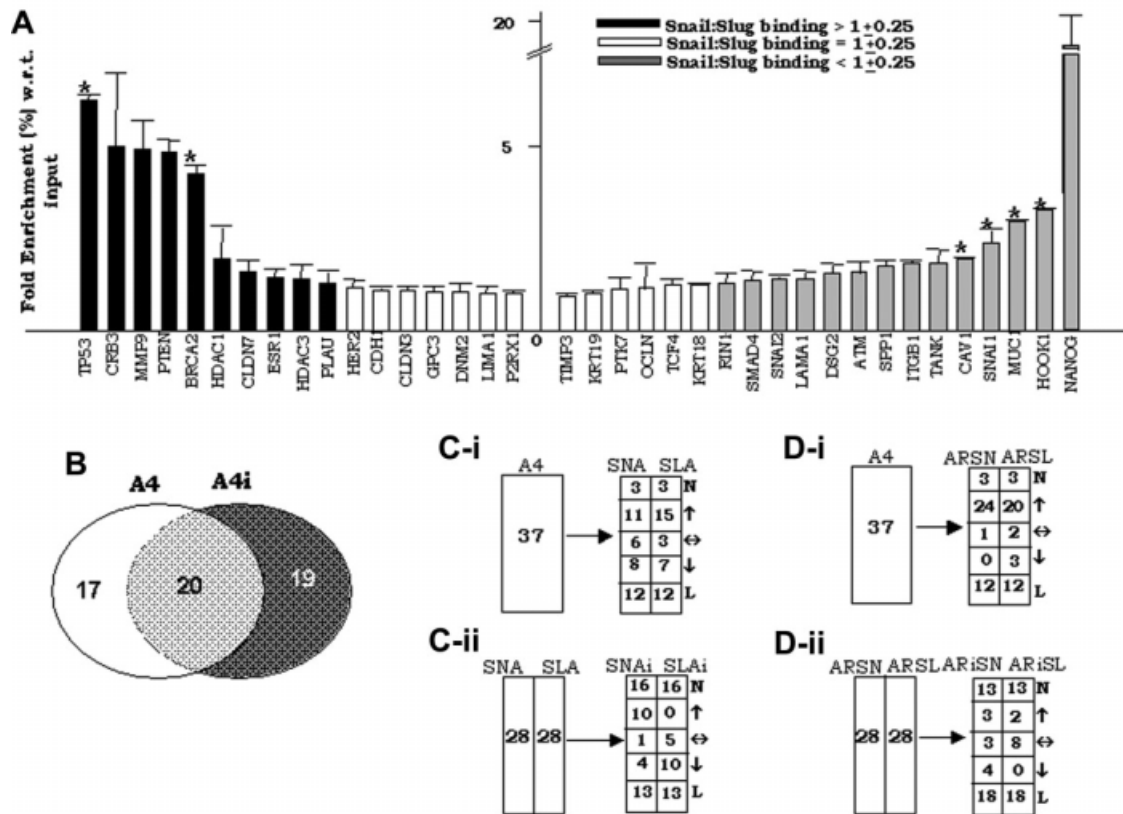 A
Fold Enrichment (%) w.r.t.
input
20
5
0
Snail:Slug binding > 1±0.25
Snail:Slug binding = 1±0.25
Snail:Slug binding < 1±0.25
* * * * * *
TP53 CRB3 MMP9 PTEN BRCA2 HDAC1 CLDN7 ESR1 HDAC3 PLAU HER2 CDH1 CLDN3 GPC3 DNM2 LIMA1 P2RX1 TIMP3 KRT19 PTK7 OCLN TCF4 KRT18 RIN1 SMAD4 SNAI2 LAMA1 DSG2 ATM SPP1 ITGB1 TANK CAV1 SNAI1 MUC1 HOOK1 NANOG
B
A4 A4i
17 20 19
C-i
A4 SNA SLA
37
3 3 N
11 15 ↑
6 3 ↔
8 7 ↓
12 12 L
D-i
A4 ARSN ARSL
37
3 3 N
24 20 ↑
1 2 ↔
0 3 ↓
12 12 L
C-ii
SNA SLA SNAi SLAi
28 28
16 16 N
10 0 ↑
1 5 ↔
4 10 ↓
13 13 L
D-ii
ARSN ARSL ARiSN ARiSL
28 28
13 13 N
3 2 ↑
3 8 ↔
4 0 ↓
18 18 L